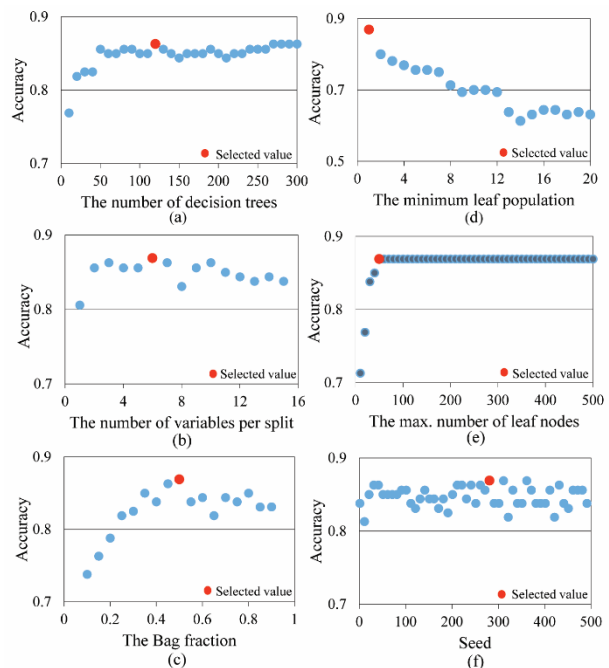 0.9
0.8
0.7
Accuracy
Selected value
0 50 100 150 200 250 300
The number of decision trees
(a)
0.9
0.7
0.5
Accuracy
Selected value
0 4 8 12 16 20
The minimum leaf population
(d)
0.9
0.8
0.7
Accuracy
Selected value
0 4 8 12 16
The number of variables per split
(b)
0.9
0.8
0.7
Accuracy
Selected value
0 100 200 300 400 500
The max. number of leaf nodes
(e)
0.9
0.8
0.7
Accuracy
Selected value
0 0.2 0.4 0.6 0.8 1
The Bag fraction
(c)
0.9
0.8
0.7
Accuracy
Selected value
0 100 200 300 400 500
Seed
(f)